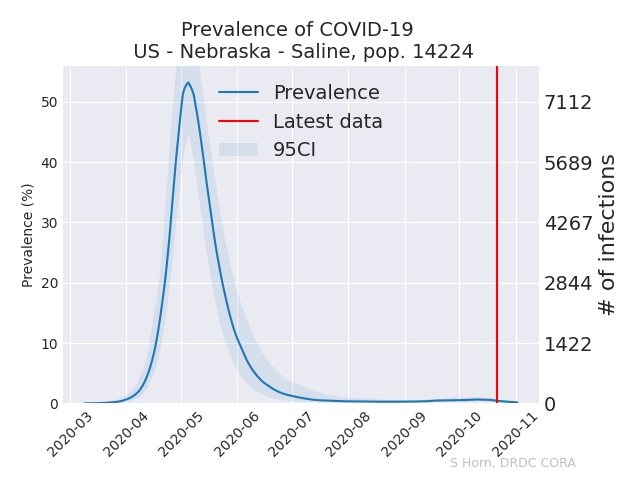 Prevalence of COVID-19
US - Nebraska - Saline, pop. 14224
Prevalence
Latest data
95CI
Prevalence (%)
50
40
30
20
10
0
7112
5689
4267
2844
1422
0
# of infections
2020-03
2020-04
2020-05
2020-06
2020-07
2020-08
2020-09
2020-10
2020-11
S Horn, DRDC CORA